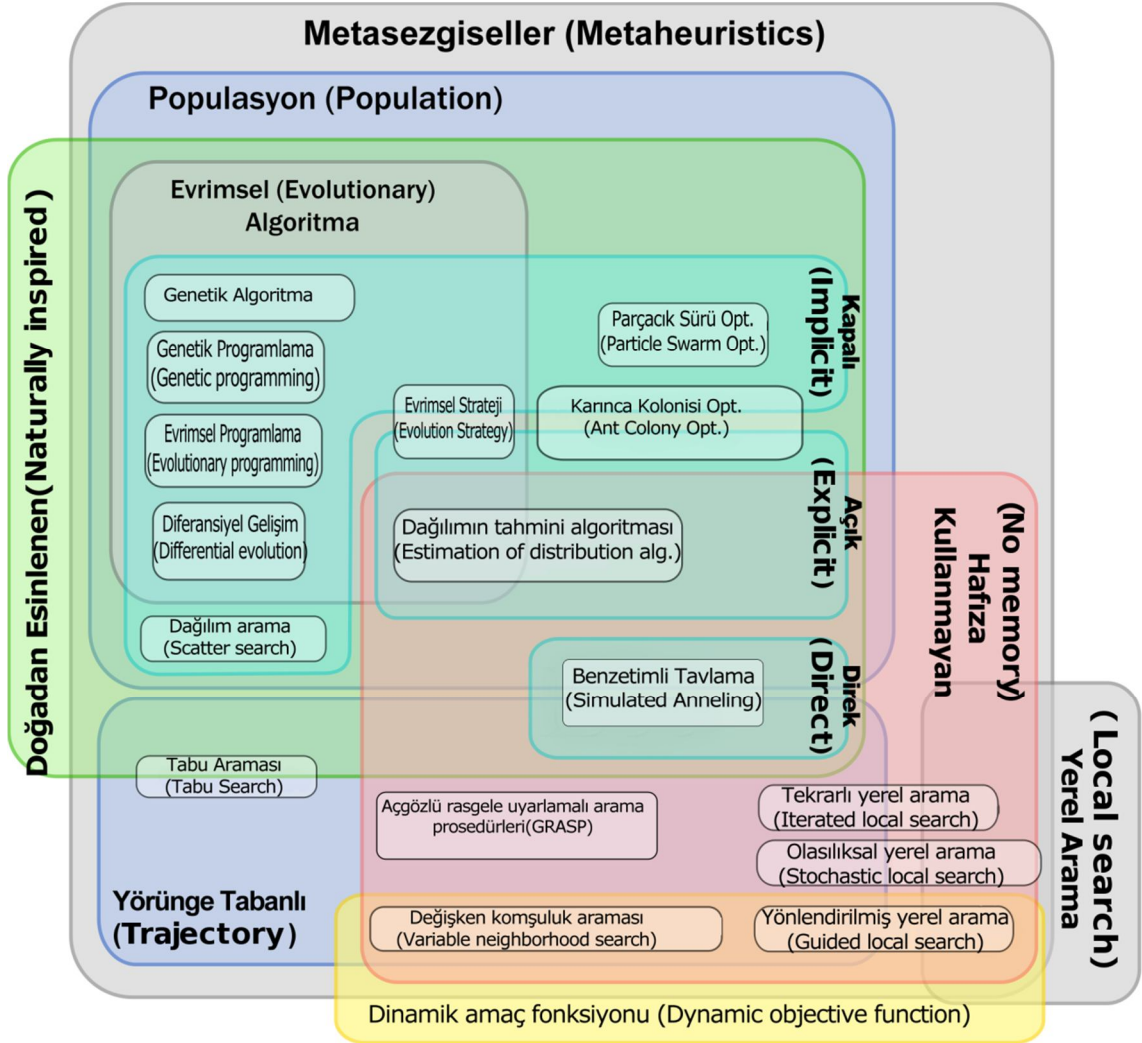 Metasezgiseller (Metaheuristics)
Populasyon (Population)
Doğadan Esinlenen(Naturally inspired)
Evrimsel (Evolutionary)
Algoritma
Genetik Algoritma
Genetik Programlama
(Genetic programming)
Evrimsel Programlama
(Evolutionary programming)
Diferansiyel Gelişim
(Differential evolution)
Dağılım arama
(Scatter search)
Evrimsel Strateji
(Evolution Strategy)
Parçacık Sürü Opt.
(Particle Swarm Opt.)
Karınca Kolonisi Opt.
(Ant Colony Opt.)
Kapalı
(Implicit)
Açık
(Explicit)
Dağılımın tahmini algoritması
(Estimation of distribution alg.)
(No memory)
Hafıza
Kullanmayan
Direk
(Direct)
Benzetimli Tavlama
(Simulated Anneling)
(Local search)
Yerel Arama
Tabu Araması
(Tabu Search)
Açgözlü rasgele uyarlamalı arama
prosedürleri(GRASP)
Tekrarlı yerel arama
(Iterated local search)
Olasılıksal yerel arama
(Stochastic local search)
Yörünge Tabanlı
(Trajectory)
Değişken komşuluk araması
(Variable neighborhood search)
Yönlendirilmiş yerel arama
(Guided local search)
Dinamik amaç fonksiyonu (Dynamic objective function)